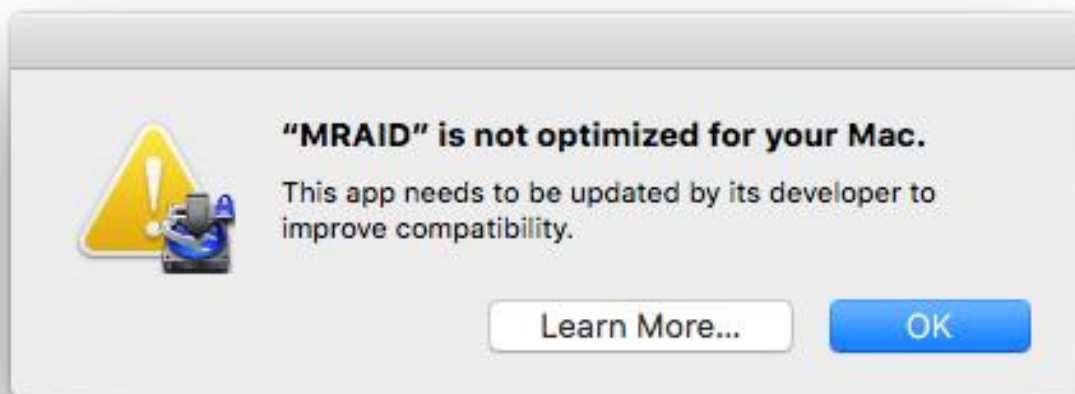 “MRAID” is not optimized for your Mac.
This app needs to be updated by its developer to
improve compatibility.
Learn More...
OK